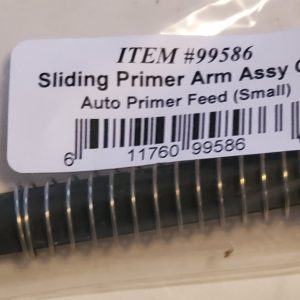 ITEM #99586
Sliding Primer Arm Assy
Auto Primer Feed (Small)
6 11760 99586